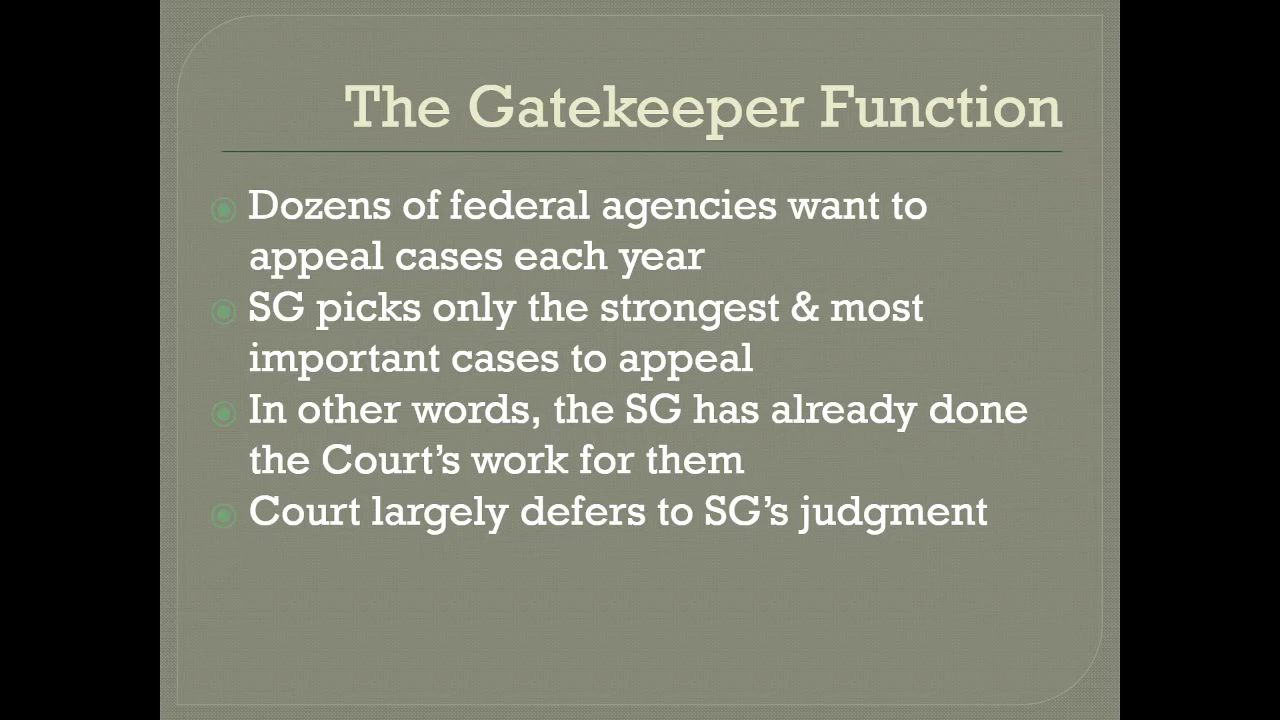 The Gatekeeper Function
Dozens of federal agencies want to
appeal cases each year
SG picks only the strongest & most
important cases to appeal
In other words, the SG has already done
the Court’s work for them
Court largely defers to SG’s judgment